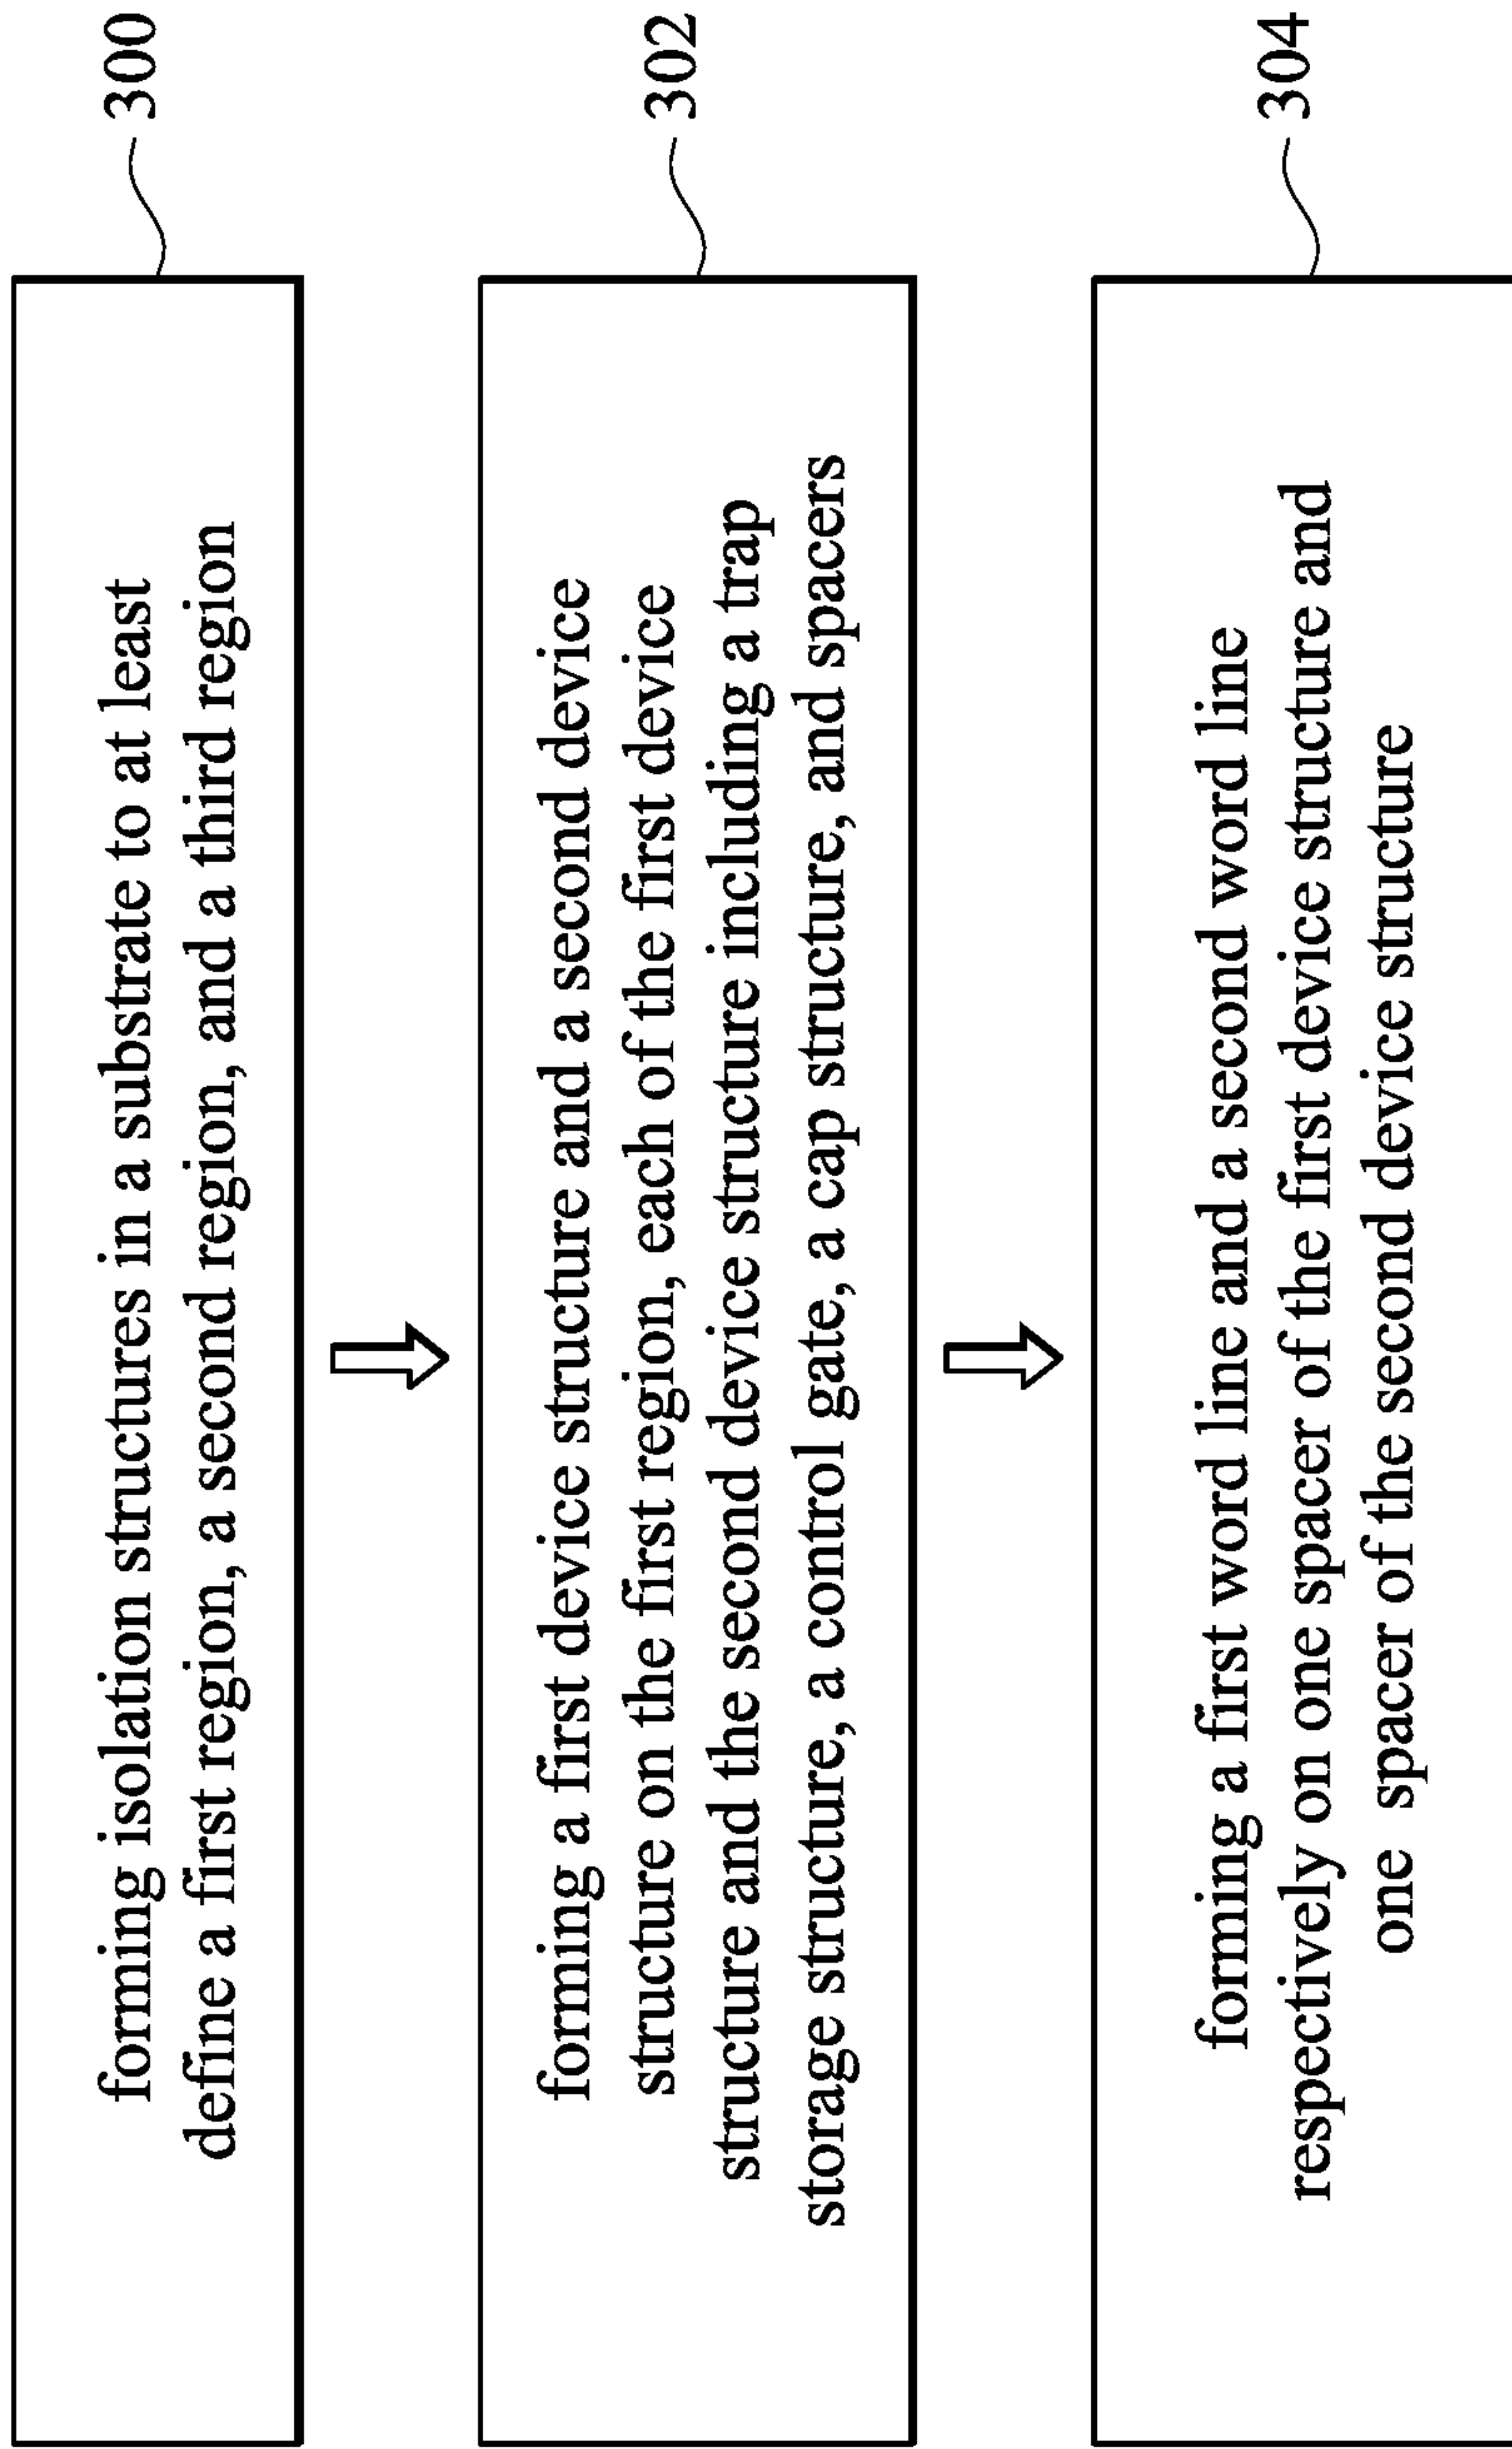 300
forming isolation structures in a substrate to at least
define a first region, a second region, and a third region
302
forming a first device structure and a second device
structure on the first region, each of the first device
structure and the second device structure including a trap
storage structure, a control gate, a cap structure, and spacers
304
forming a first word line and a second word line
respectively on one spacer of the first device structure and
one spacer of the second device structure